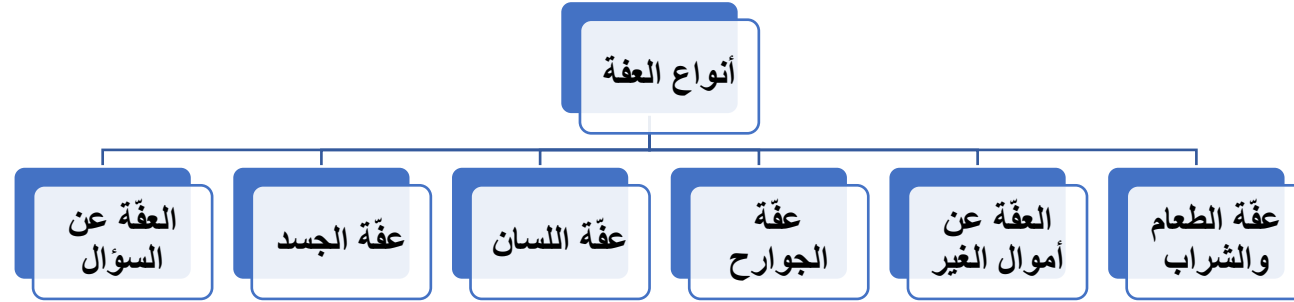 أنواع العفة
عفّة الطعام
والشراب
العفّة عن
أموال الغير
عفّة
الجوارح
عفّة اللسان
عفّة الجسد
العفّة عن
السؤال